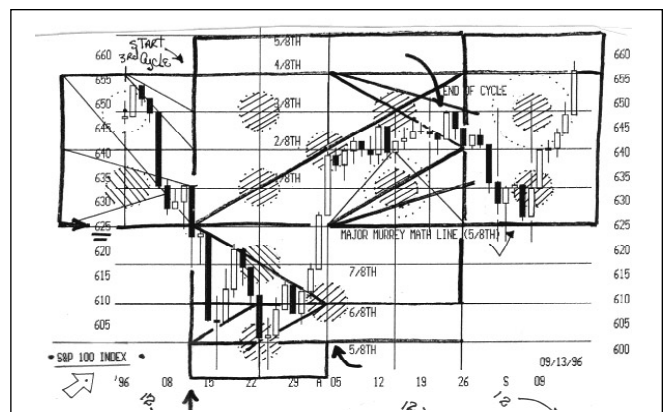 START
3RD Cycle
5/8TH
4/8TH
3/8TH
2/8TH
1/8TH
END OF CYCLE
660
655
650
645
640
635
630
625
620
615
610
605
660
655
650
645
640
635
630
625
620
615
610
605
600
MAJOR MURREY MATH LINE (5/8TH)
7/8TH
6/8TH
5/8TH
• S&P 100 INDEX •
09/13/96
'96 08 15 22 29 A 05 12 19 26 S 09
12 12 12